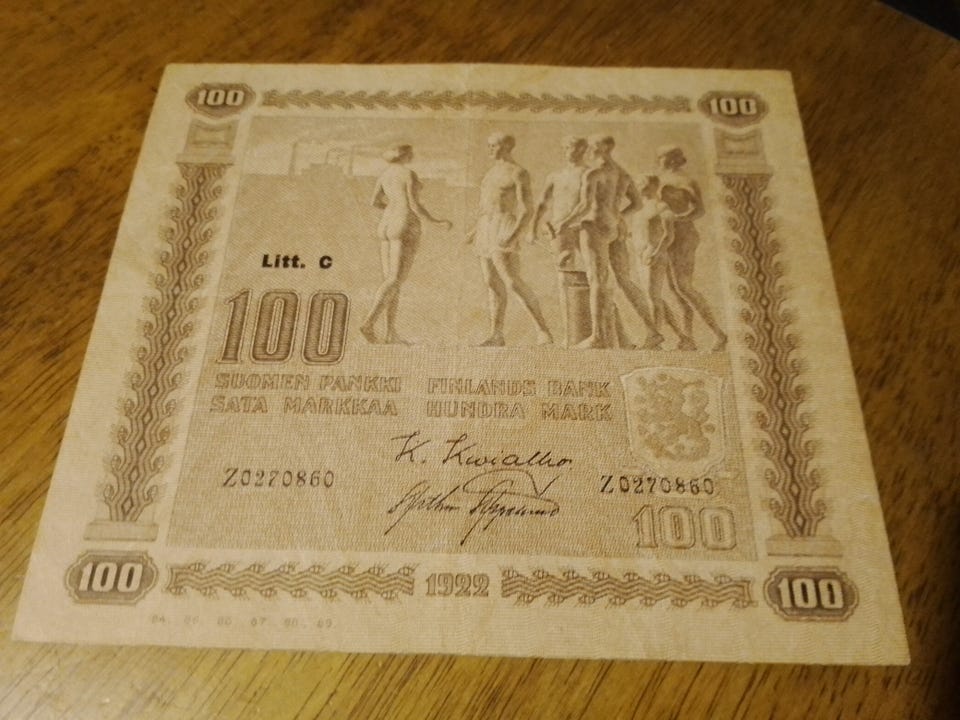 100 100
Litt. C
100
SUOMEN PANKKI FINLANDS BANK
SATA MARKKAA HUNDRA MARK
K. Kivialho
Z0270860 Z0270860
100
100 1922 100